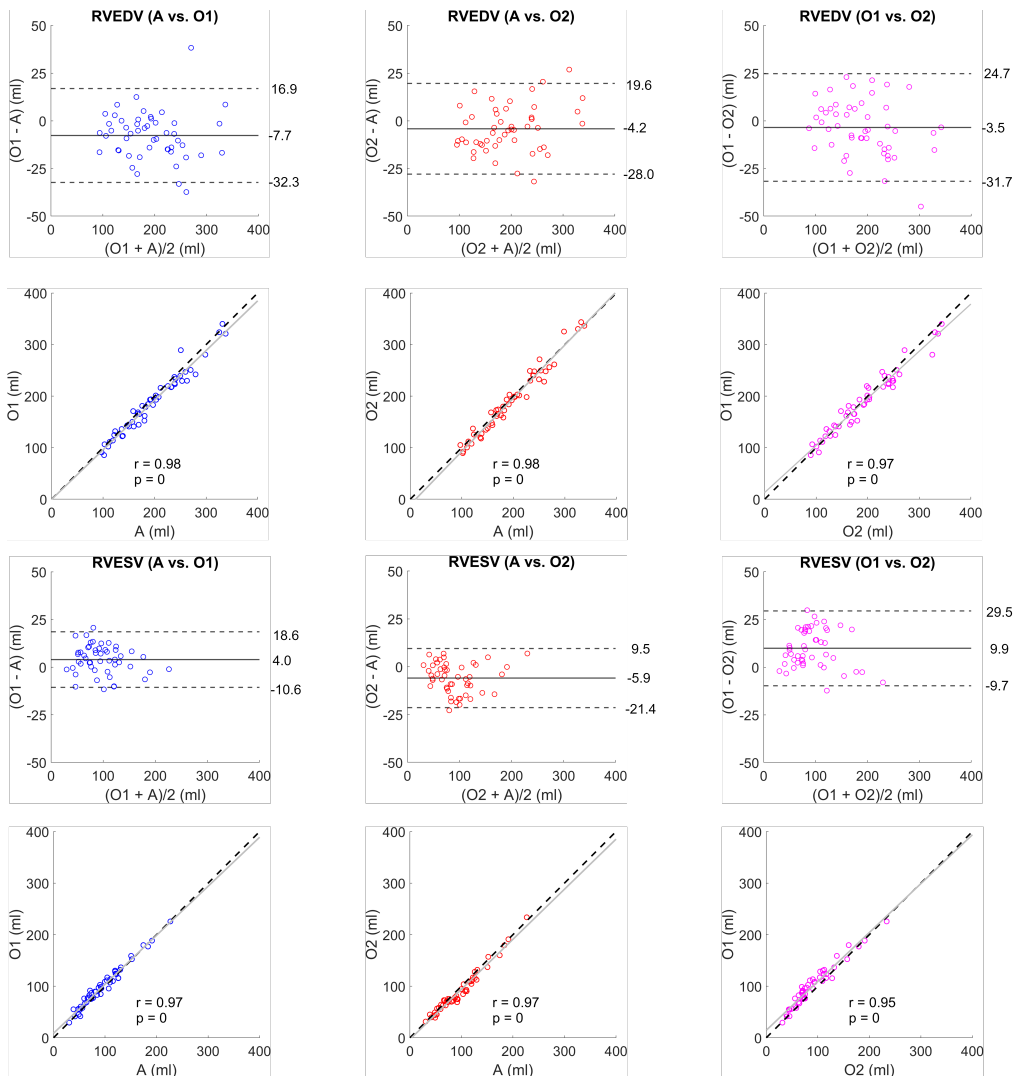 RVEDV (A vs. O1)
50
25
0
-25
-50
(O1 - A) (ml)
16.9
-7.7
-32.3
0 100 200 300 400
(O1 + A)/2 (ml)
RVEDV (A vs. O2)
50
25
0
-25
-50
(O2 - A) (ml)
19.6
-4.2
-28.0
0 100 200 300 400
(O2 + A)/2 (ml)
RVEDV (O1 vs. O2)
50
25
0
-25
-50
(O1 - O2) (ml)
24.7
-3.5
-31.7
0 100 200 300 400
(O1 + O2)/2 (ml)
400
300
200
100
0
O1 (ml)
r = 0.98
p = 0
0 100 200 300 400
A (ml)
400
300
200
100
0
O2 (ml)
r = 0.98
p = 0
0 100 200 300 400
A (ml)
400
300
200
100
0
O1 (ml)
r = 0.97
p = 0
0 100 200 300 400
O2 (ml)
RVESV (A vs. O1)
50
25
0
-25
-50
(O1 - A) (ml)
18.6
4.0
-10.6
0 100 200 300 400
(O1 + A)/2 (ml)
RVESV (A vs. O2)
50
25
0
-25
-50
(O2 - A) (ml)
9.5
-5.9
-21.4
0 100 200 300 400
(O2 + A)/2 (ml)
RVESV (O1 vs. O2)
50
25
0
-25
-50
(O1 - O2) (ml)
29.5
9.9
-9.7
0 100 200 300 400
(O1 + O2)/2 (ml)
400
300
200
100
0
O1 (ml)
r = 0.97
p = 0
0 100 200 300 400
A (ml)
400
300
200
100
0
O2 (ml)
r = 0.97
p = 0
0 100 200 300 400
A (ml)
400
300
200
100
0
O1 (ml)
r = 0.95
p = 0
0 100 200 300 400
O2 (ml)